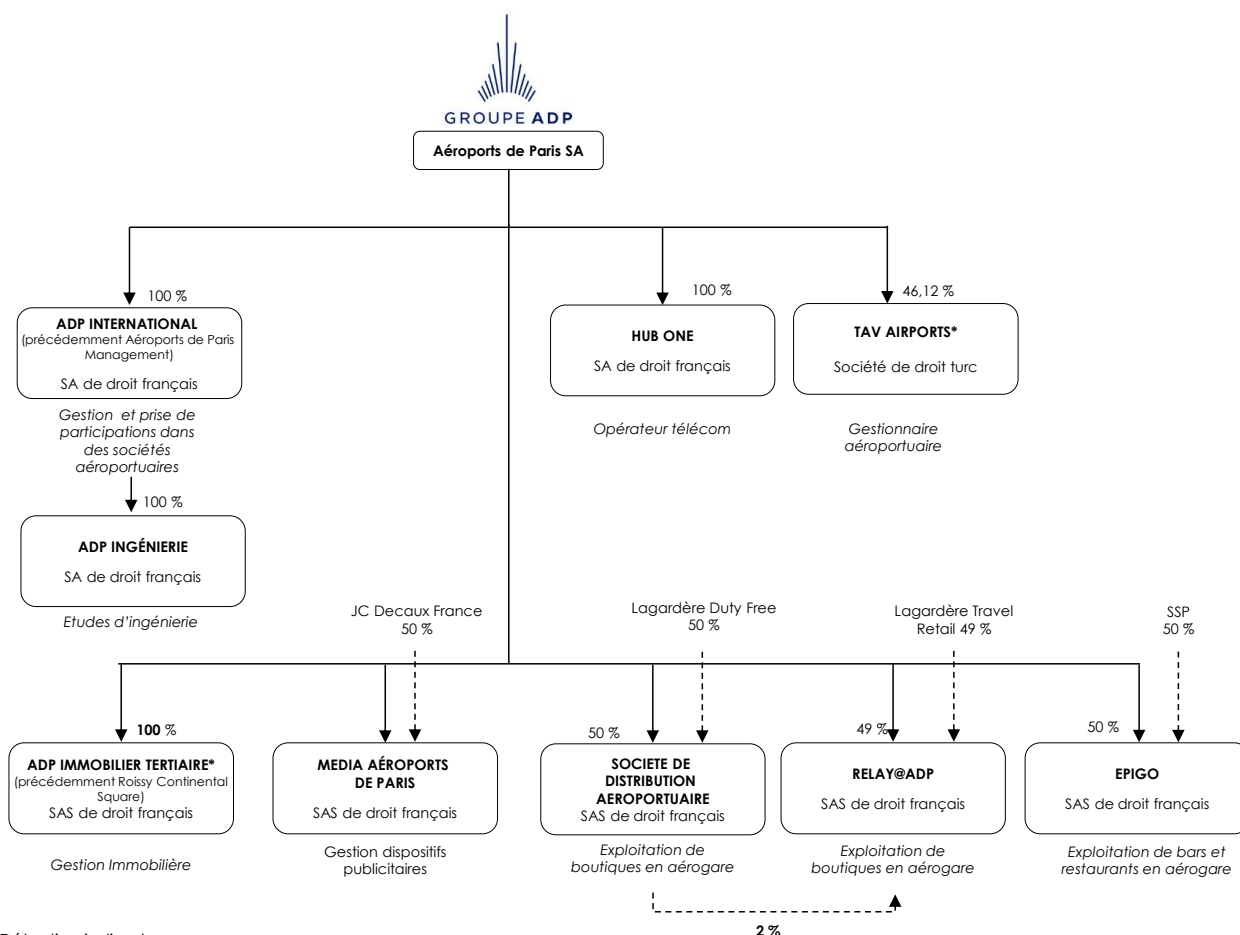 GROUPE ADP
Aéroports de Paris SA
100 %
ADP INTERNATIONAL
(précédemment Aéroports de Paris
Management)
SA de droit français
Gestion et prise de
participations dans
des sociétés
aéroportuaires
100 %
HUB ONE
SA de droit français
Opérateur télécom
46,12 %
TAV AIRPORTS*
Société de droit turc
Gestionnaire
aéroportuaire
100 %
ADP INGÉNIERIE
SA de droit français
Etudes d'ingénierie
JC Decaux France
50 %
Lagardère Duty Free
50 %
Lagardère Travel
Retail 49 %
SSP
50 %
100 %
ADP IMMOBILIER TERTIAIRE*
(précédemment Roissy Continental
Square)
SAS de droit français
Gestion Immobilière
MEDIA AÉROPORTS
DE PARIS
SAS de droit français
Gestion dispositifs
publicitaires
50 %
SOCIETE DE
DISTRIBUTION
AEROPORTUAIRE
SAS de droit français
Exploitation de
boutiques en aérogare
49 %
RELAY@ADP
SAS de droit français
Exploitation de
boutiques en aérogare
50 %
EPIGO
SAS de droit français
Exploitation de bars et
restaurants en aérogare
2 %